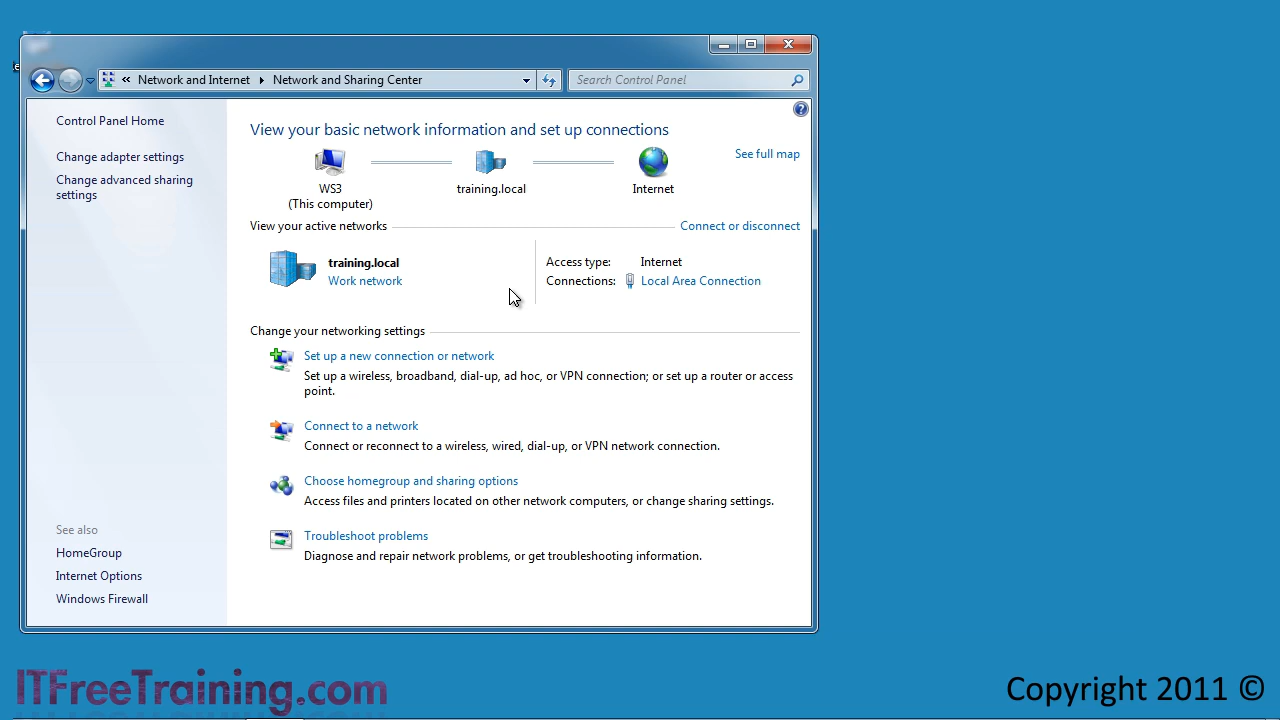 Network and Internet
Network and Sharing Center
Search Control Panel
Control Panel Home
Change adapter settings
Change advanced sharing
settings
See also
HomeGroup
Internet Options
Windows Firewall
View your basic network information and set up connections
See full map
WS3
(This computer)
training.local
Internet
View your active networks
Connect or disconnect
training.local
Work network
Access type: Internet
Connections: Local Area Connection
Change your networking settings
Set up a new connection or network
Set up a wireless, broadband, dial-up, ad hoc, or VPN connection; or set up a router or access
point.
Connect to a network
Connect or reconnect to a wireless, wired, dial-up, or VPN network connection.
Choose homegroup and sharing options
Access files and printers located on other network computers, or change sharing settings.
Troubleshoot problems
Diagnose and repair network problems, or get troubleshooting information.
ITFreeTraining.com
Copyright 2011 ©